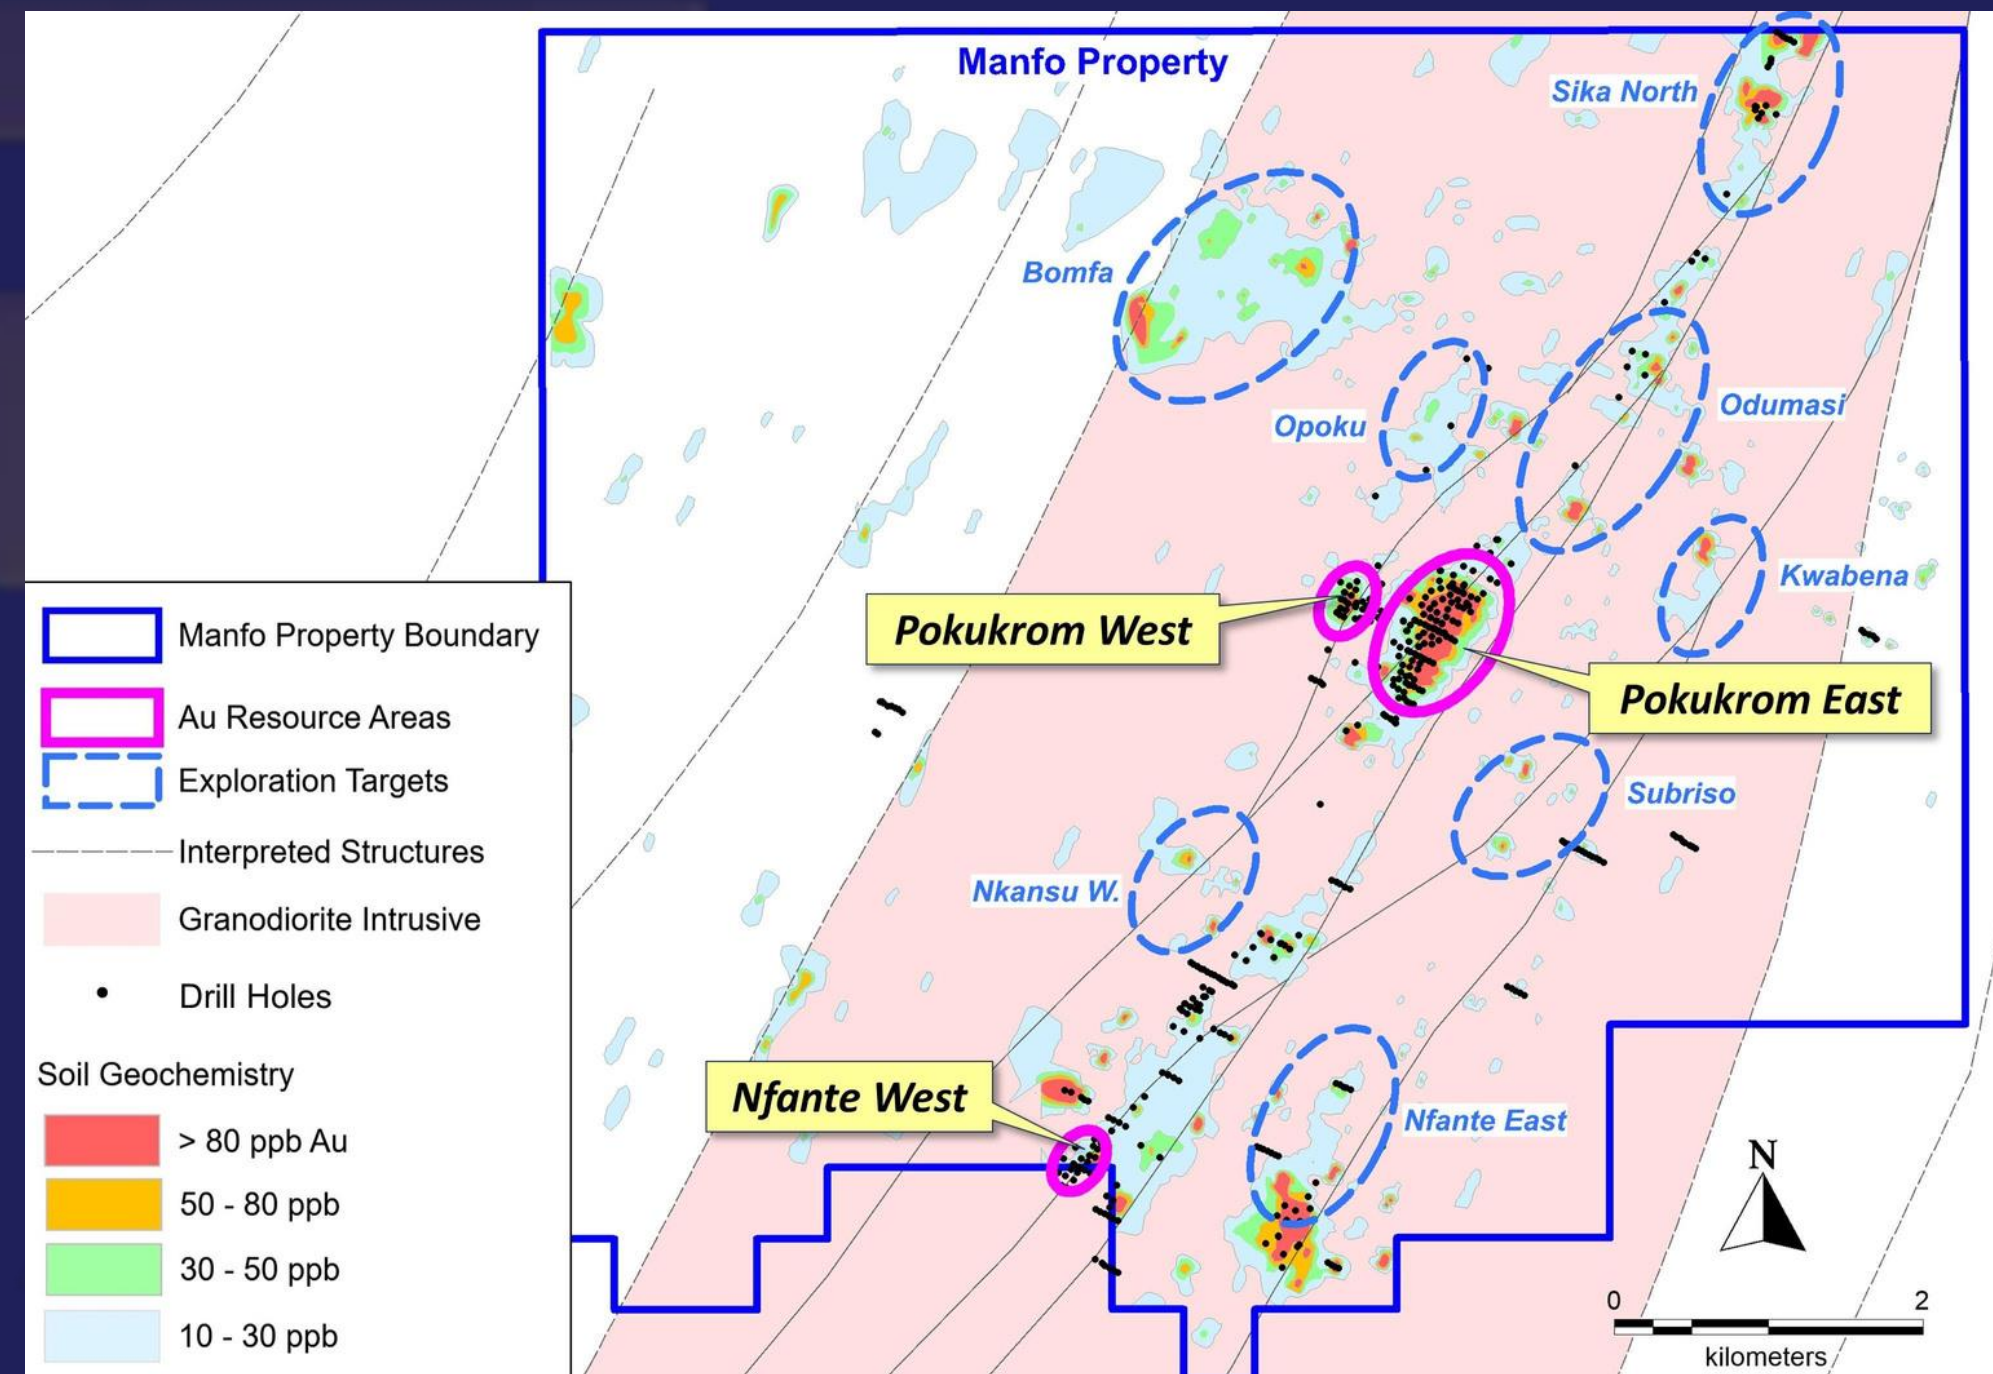 Manfo Property
Sika North
Bomfa
Opoku
Odumasi
Kwabena
Pokukrom West
Pokukrom East
Subriso
Nkansu W.
Nfante West
Nfante East
Manfo Property Boundary
Au Resource Areas
Exploration Targets
Interpreted Structures
Granodiorite Intrusive
Drill Holes
Soil Geochemistry
> 80 ppb Au
50 - 80 ppb
30 - 50 ppb
10 - 30 ppb
N
0 2
kilometers